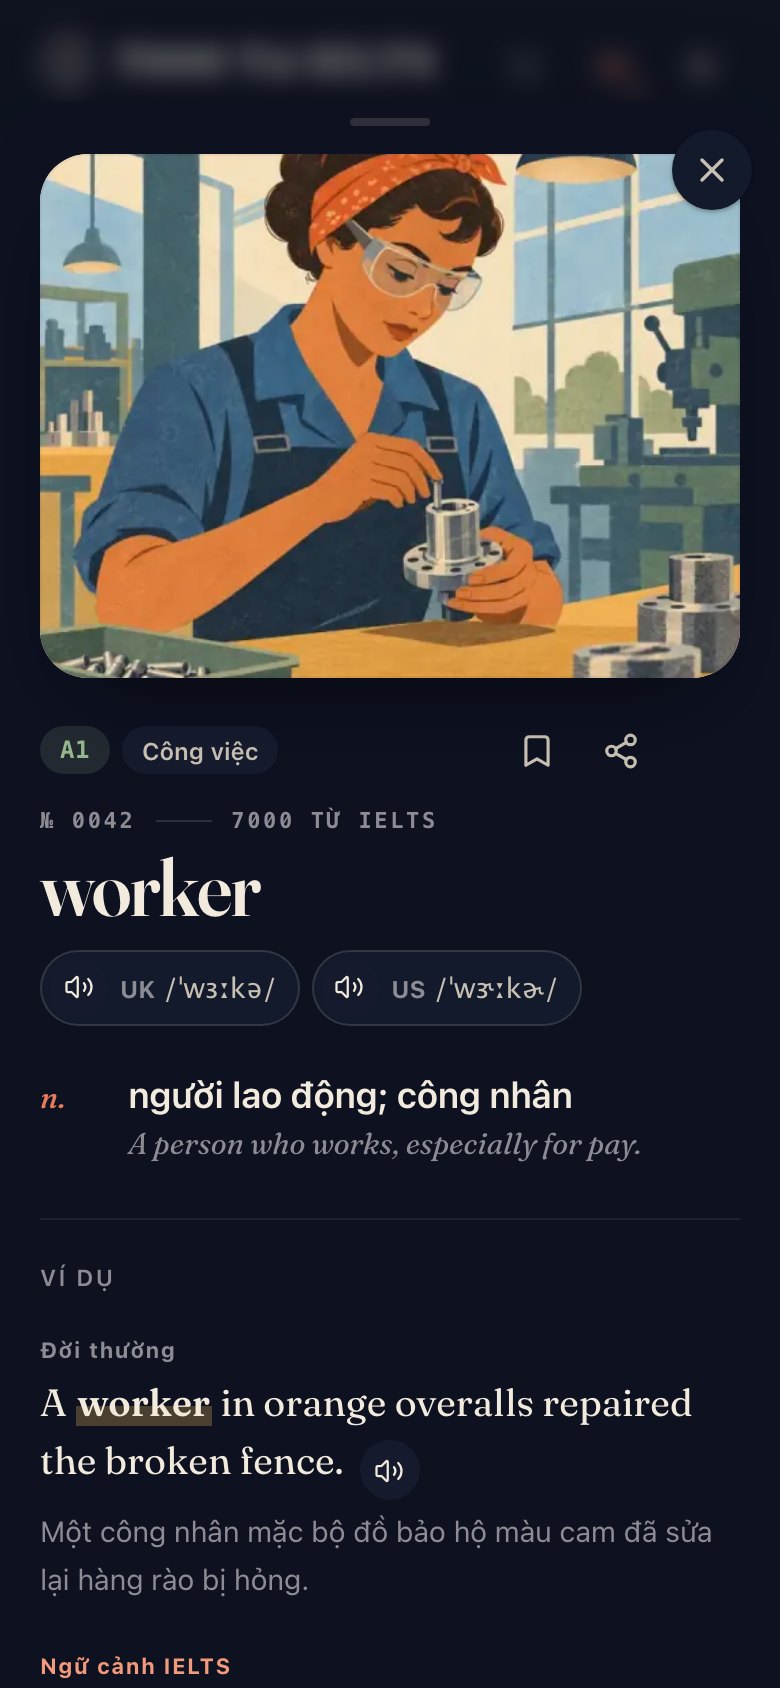 A1
Công việc
№ 0042 — 7000 TỪ IELTS
worker
UK /ˈwɜːkə/
US /ˈwɝːkɚ/
n.
người lao động; công nhân
A person who works, especially for pay.
VÍ DỤ
Đời thường
A worker in orange overalls repaired
the broken fence.
Một công nhân mặc bộ đồ bảo hộ màu cam đã sửa
lại hàng rào bị hỏng.
Ngữ cảnh IELTS